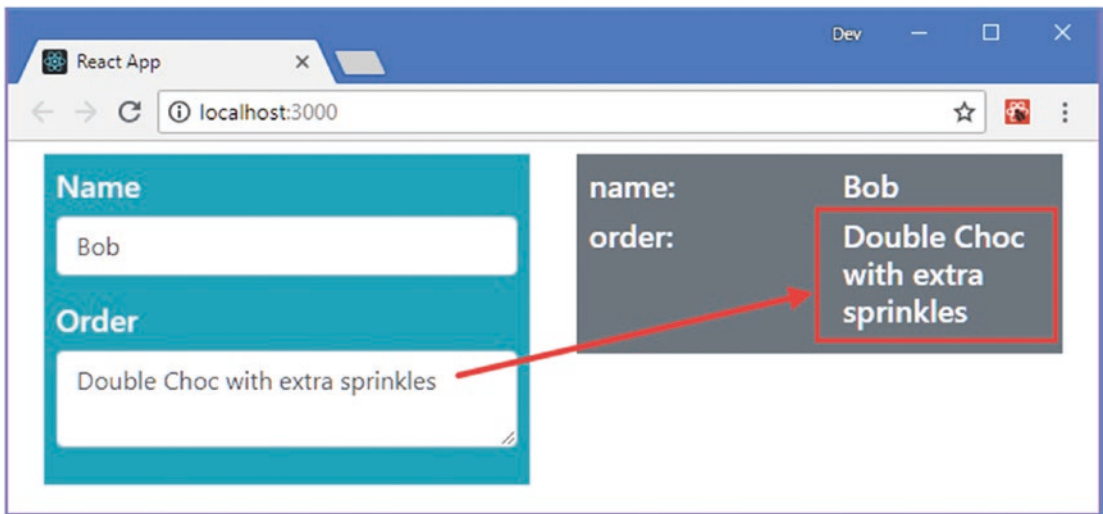 Dev
React App
localhost:3000
Name
Bob
Order
Double Choc with extra sprinkles
name:
Bob
order:
Double Choc
with extra
sprinkles